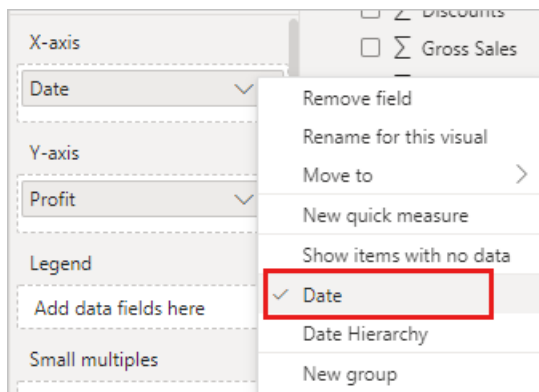 Discounts
X-axis
Σ Gross Sales
Date
Remove field
Rename for this visual
Y-axis
Move to
Profit
New quick measure
Legend
Show items with no data
Add data fields here
Date
Date Hierarchy
Small multiples
New group